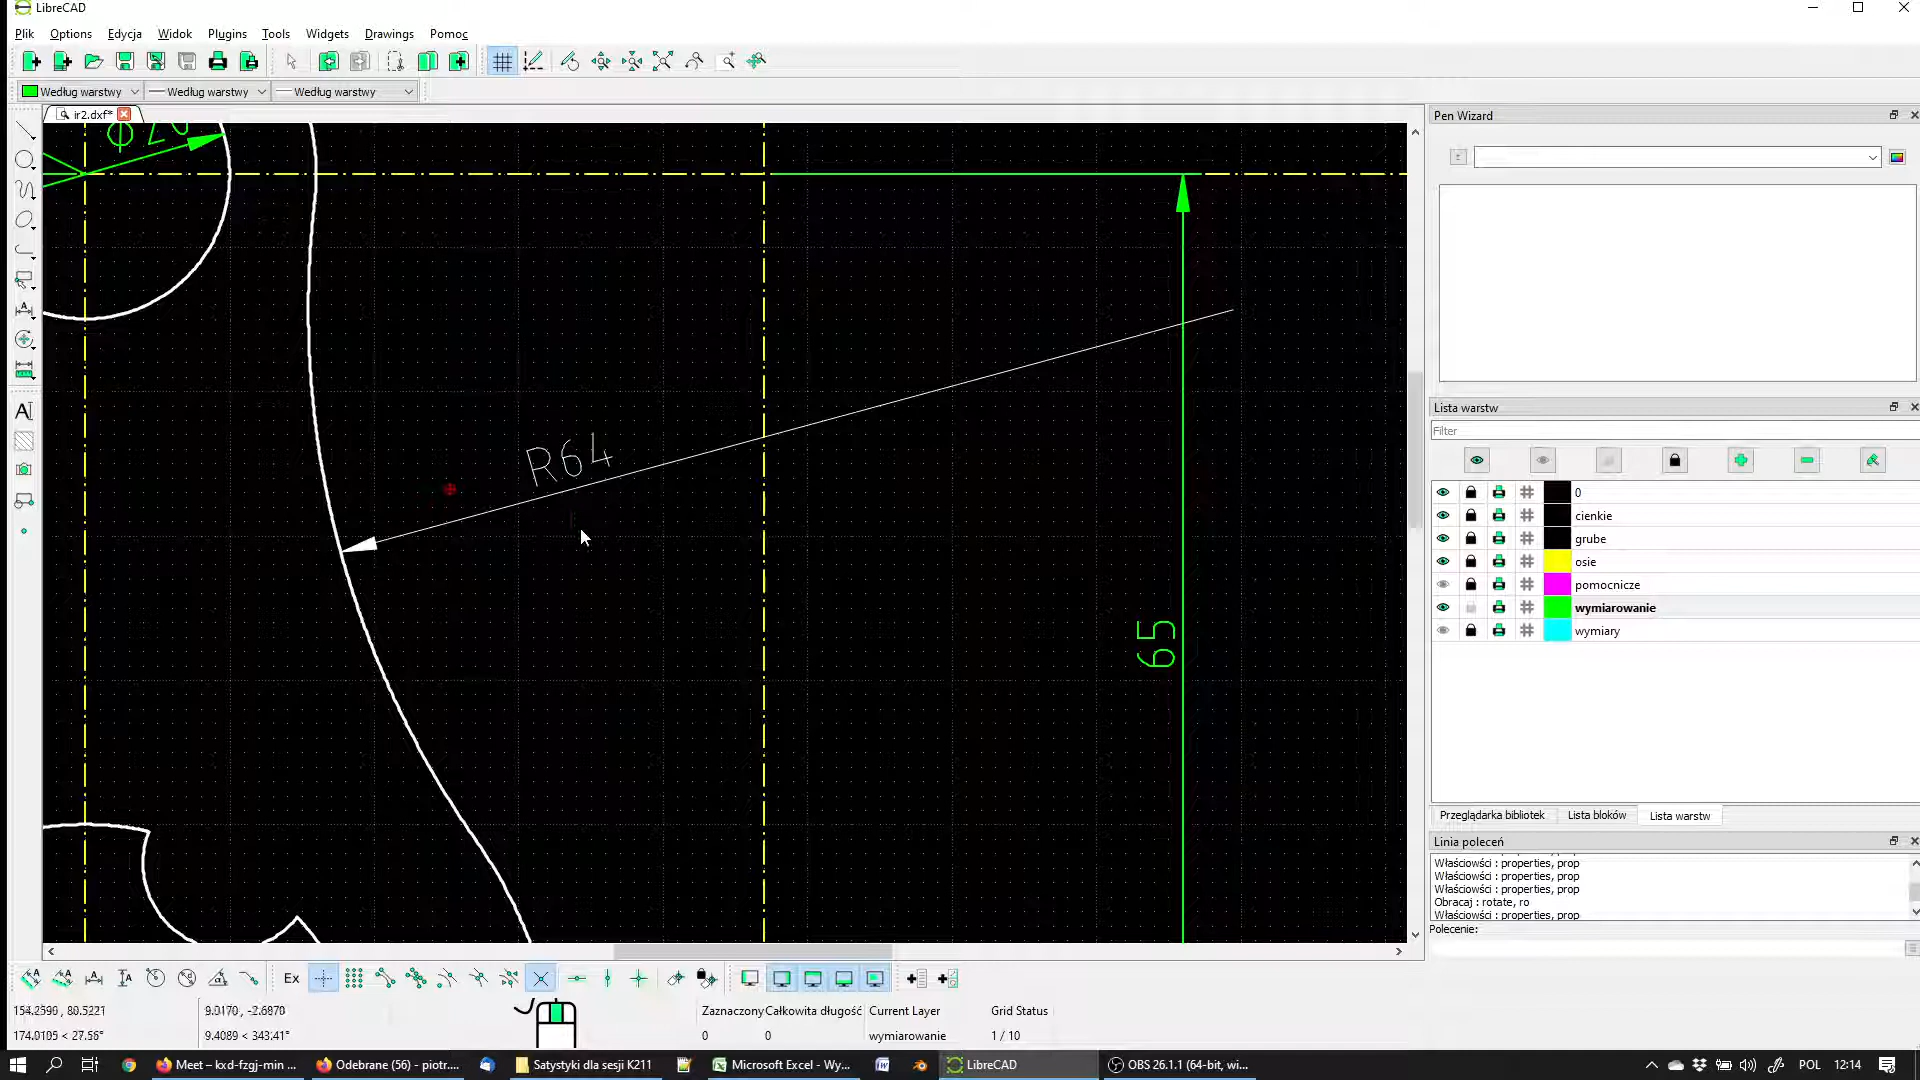 LibreCAD
Plik Options Edycja Widok Plugins Tools Widgets Drawings Pomoc
Według warstwy Według warstwy Według warstwy
ir2.dxf*
Pen Wizard
R64
65
Lista warstw
Filter
0
cienkie
grube
osie
pomocnicze
wymiarowanie
wymiary
Przeglądarka bibliotek Lista bloków Lista warstw
Linia poleceń
Właściowści : properties, prop
Właściowści : properties, prop
Właściowści : properties, prop
Obracaj : rotate, ro
Właściowści : properties, prop
Polecenie:
Ex
154.2590 , 80.5221 9.0170 , -2.6870 Zaznaczony Całkowita długość Current Layer Grid Status
174.0105 < 27.56° 9.4089 < 343.41° 0 0 wymiarowanie 1 / 10
Meet – kxd-fzgj-min ... Odebrane (56) - piotr.... Satystyki dla sesji K211 Microsoft Excel - Wy... LibreCAD OBS 26.1.1 (64-bit, wi... POL 12:14